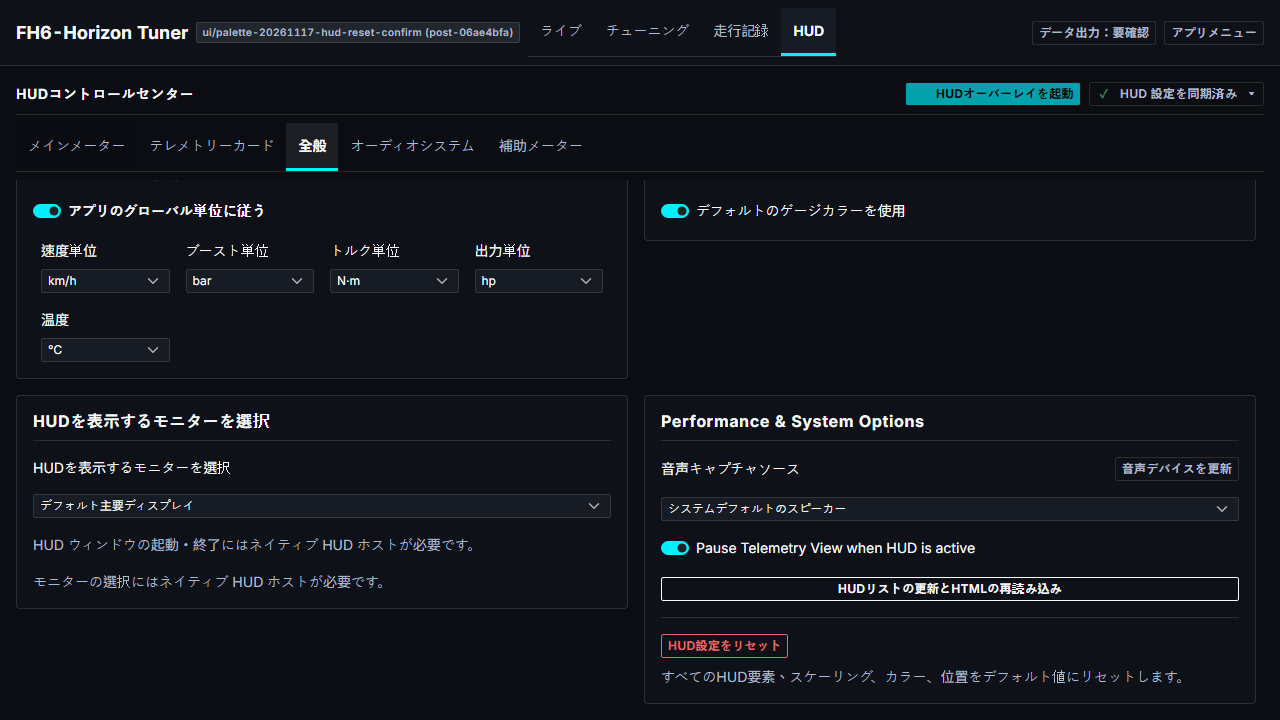 FH6-Horizon Tuner
ui/palette-20261117-hud-reset-confirm (post-06ae4bfa)
ライブ
チューニング
走行記録
HUD
データ出力：要確認
アプリメニュー
HUDコントロールセンター
HUDオーバーレイを起動
✓ HUD 設定を同期済み
メインメーター
テレメトリーカード
全般
オーディオシステム
補助メーター
アプリのグローバル単位に従う
速度単位
ブースト単位
トルク単位
出力単位
km/h
bar
N·m
hp
温度
°C
デフォルトのゲージカラーを使用
HUDを表示するモニターを選択
HUDを表示するモニターを選択
デフォルト主要ディスプレイ
HUD ウィンドウの起動・終了にはネイティブ HUD ホストが必要です。
モニターの選択にはネイティブ HUD ホストが必要です。
Performance & System Options
音声キャプチャソース
音声デバイスを更新
システムデフォルトのスピーカー
Pause Telemetry View when HUD is active
HUDリストの更新とHTMLの再読み込み
HUD設定をリセット
すべてのHUD要素、スケーリング、カラー、位置をデフォルト値にリセットします。